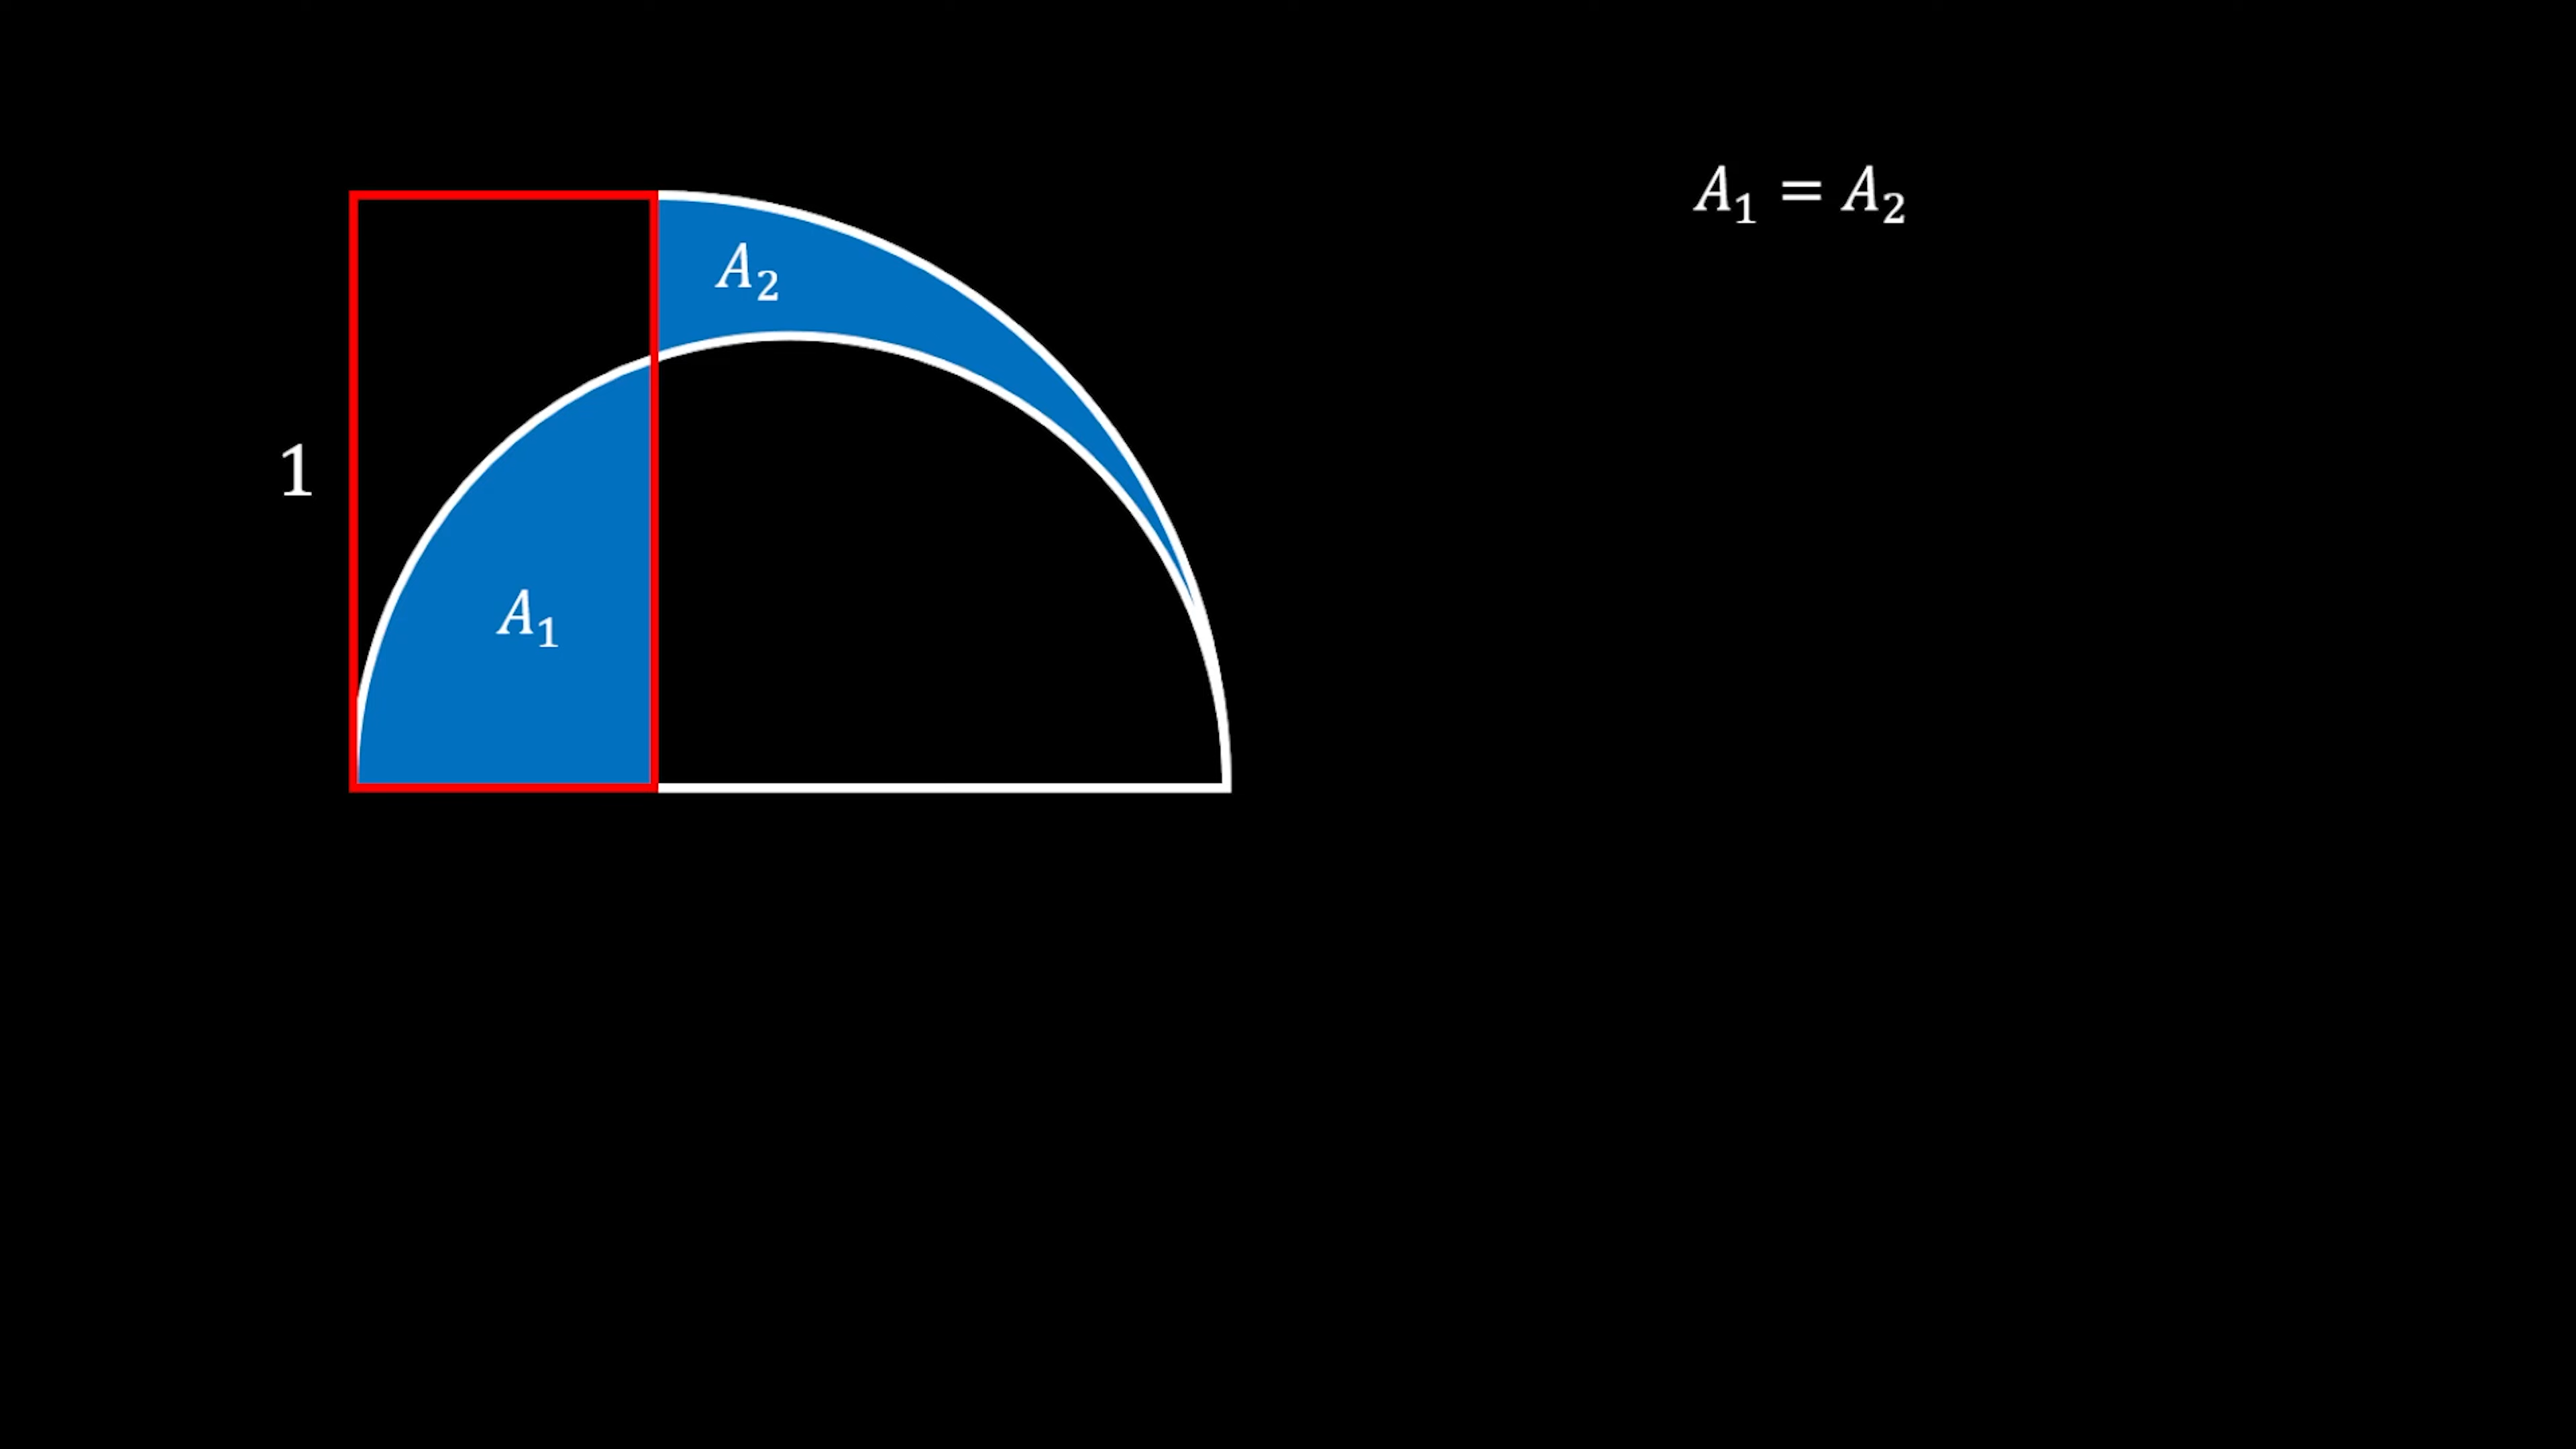 A₁ = A₂
A₂
1
A₁